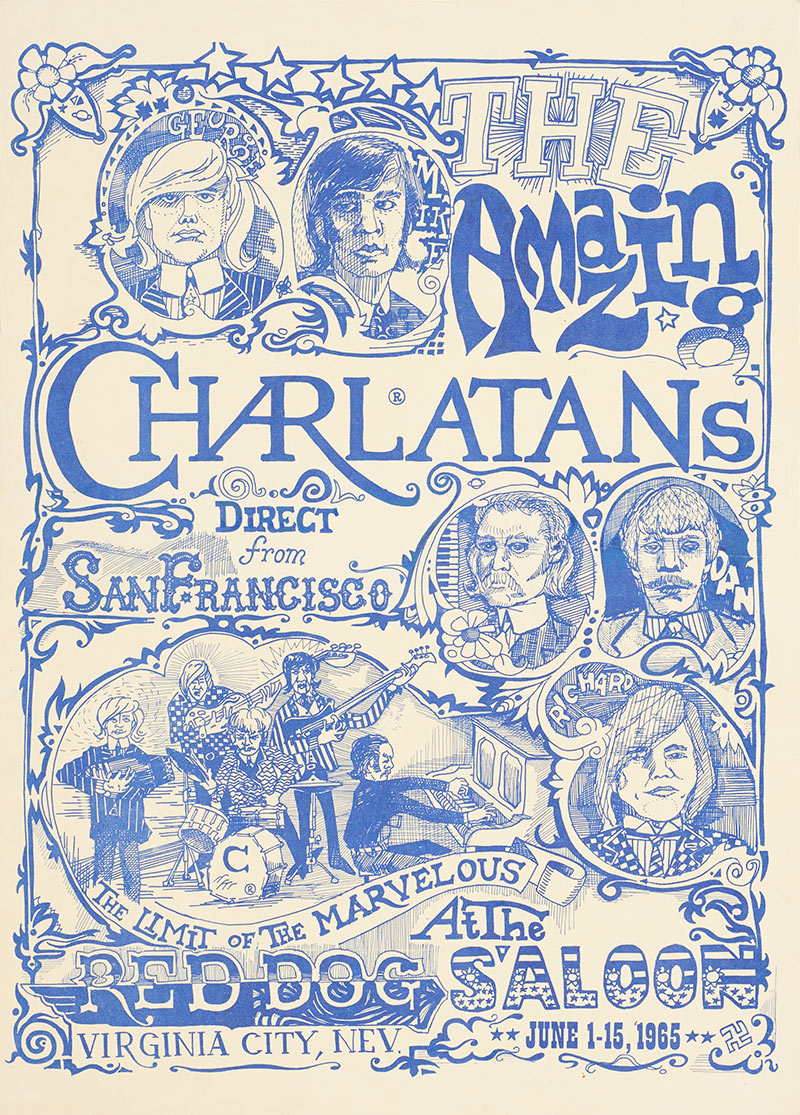 GEORGE
MIKE
THE
AMAZING
CHARLATANS ®
DIRECT
from
SAN FRANCISCO
DAN
RICHARD
C
®
THE LIMIT OF THE MARVELOUS
At The
RED DOG SALOON
VIRGINIA CITY, NEV.
★★ JUNE 1-15, 1965 ★★